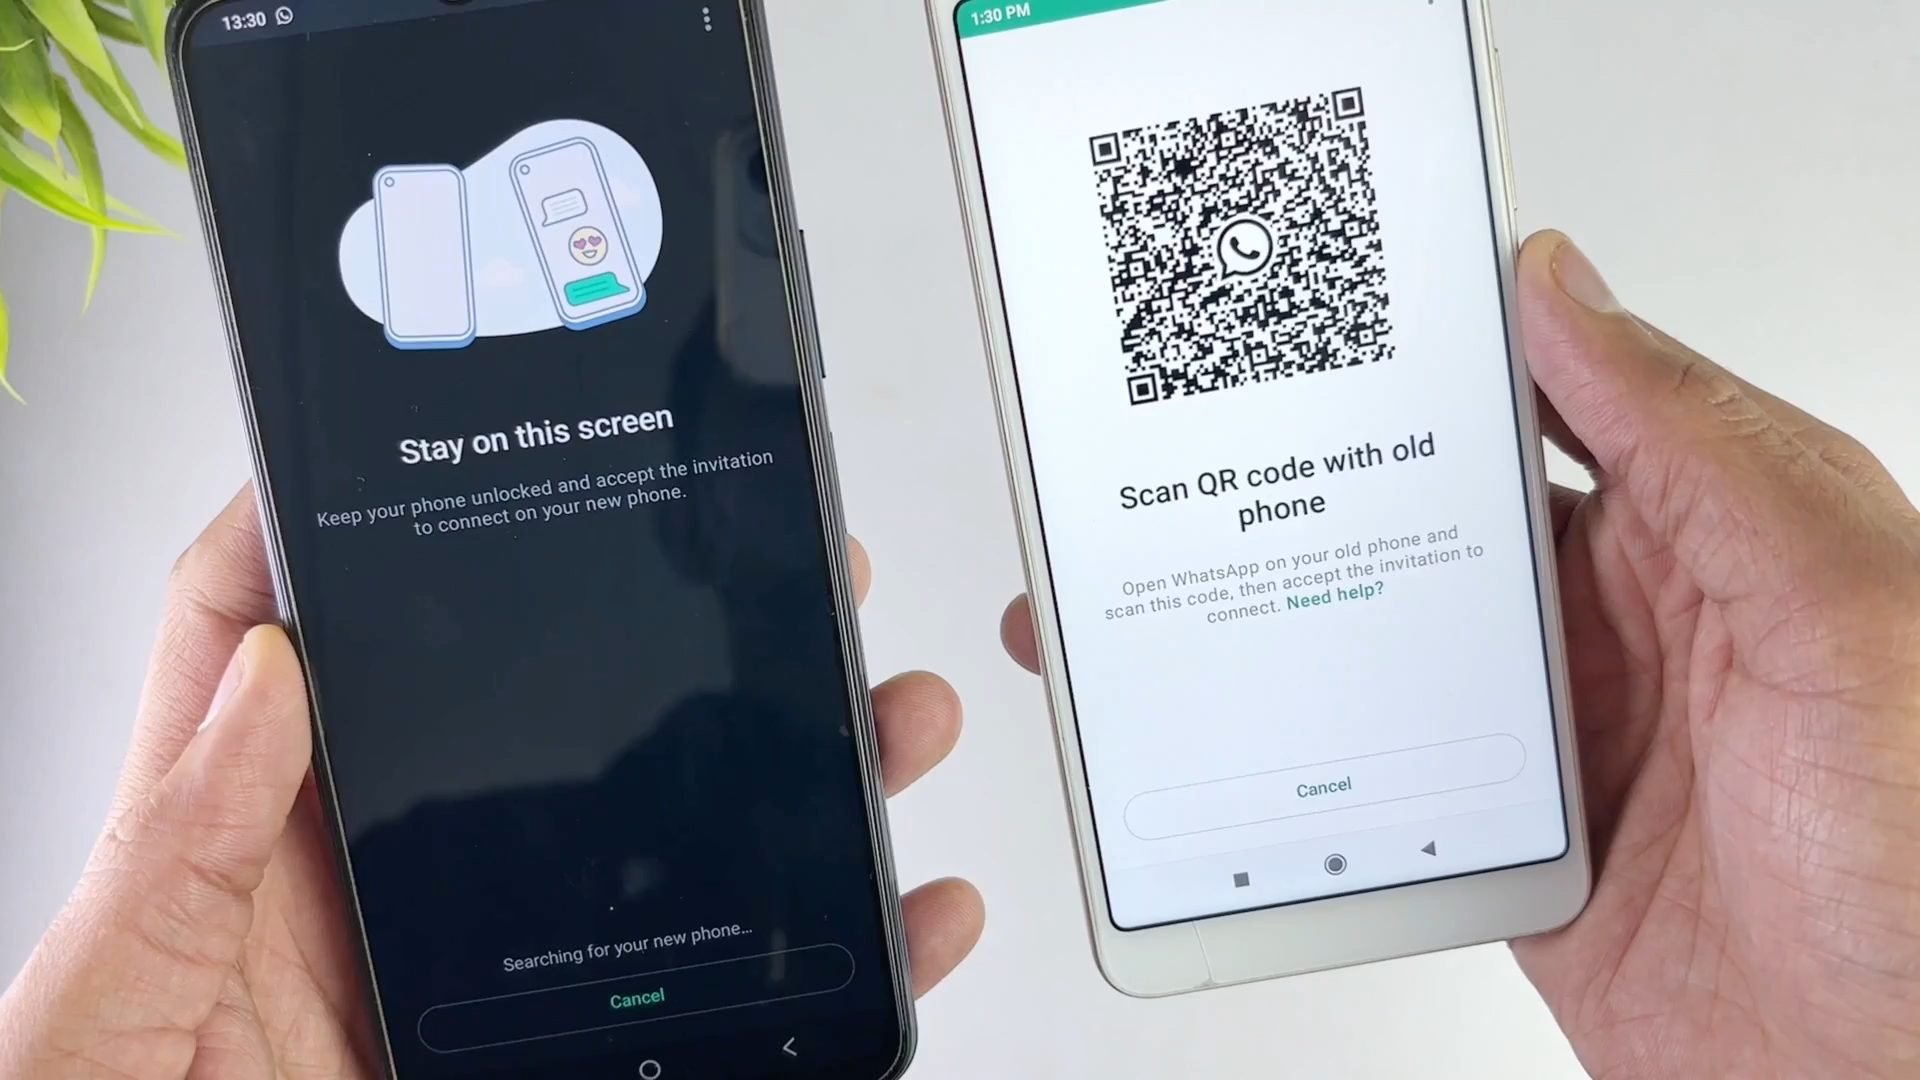 13:30
Stay on this screen
Keep your phone unlocked and accept the invitation
to connect on your new phone.
Searching for your new phone...
Cancel
1:30 PM
Scan QR code with old
phone
Open WhatsApp on your old phone and
scan this code, then accept the invitation to
connect. Need help?
Cancel